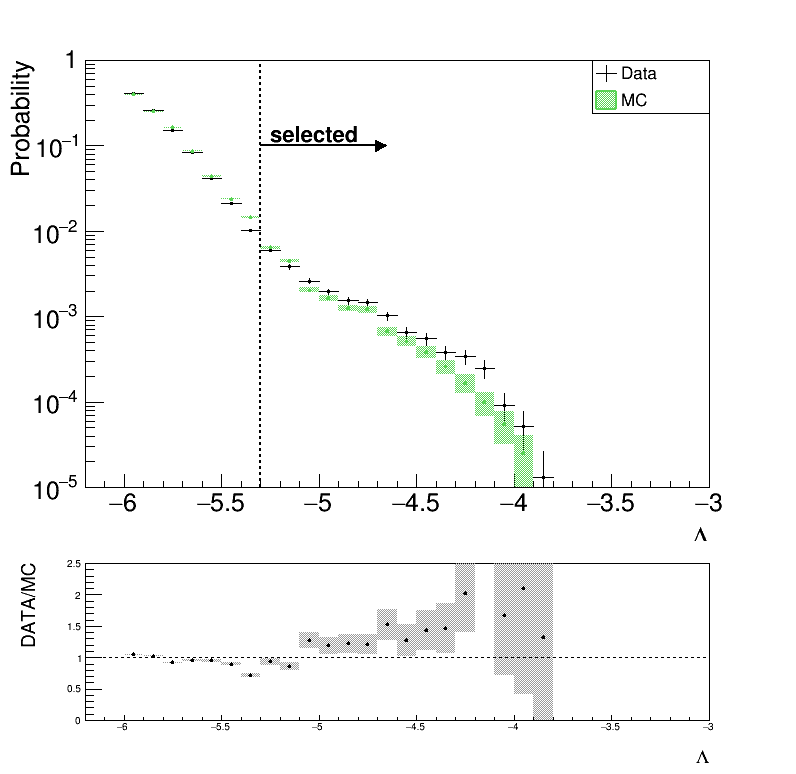 Probability
1
10⁻¹
10⁻²
10⁻³
10⁻⁴
10⁻⁵
selected
Data
MC
−6 −5.5 −5 −4.5 −4 −3.5 −3
Λ
DATA/MC
2.5
2
1.5
1
0.5
0
−6 −5.5 −5 −4.5 −4 −3.5 −3
Λ